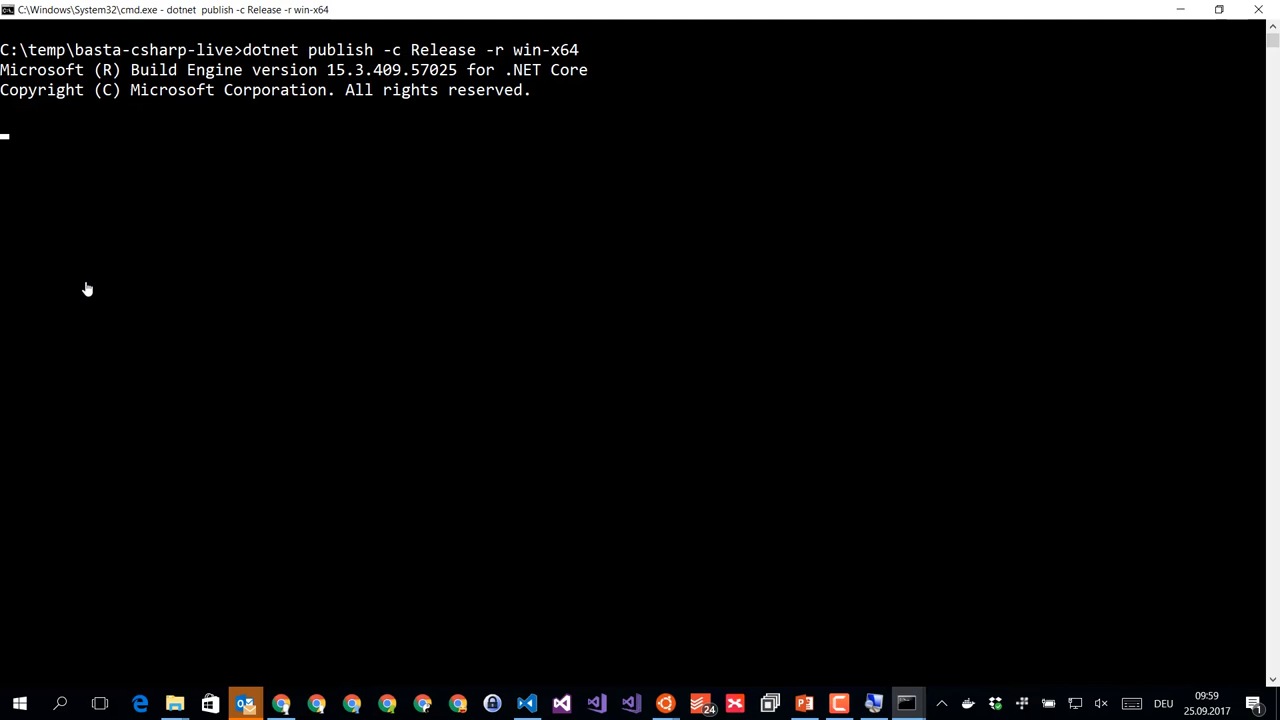 C:\Windows\System32\cmd.exe - dotnet  publish -c Release -r win-x64
C:\temp\basta-csharp-live>dotnet publish -c Release -r win-x64
Microsoft (R) Build Engine version 15.3.409.57025 for .NET Core
Copyright (C) Microsoft Corporation. All rights reserved.
24
DEU
09:59
25.09.2017
1